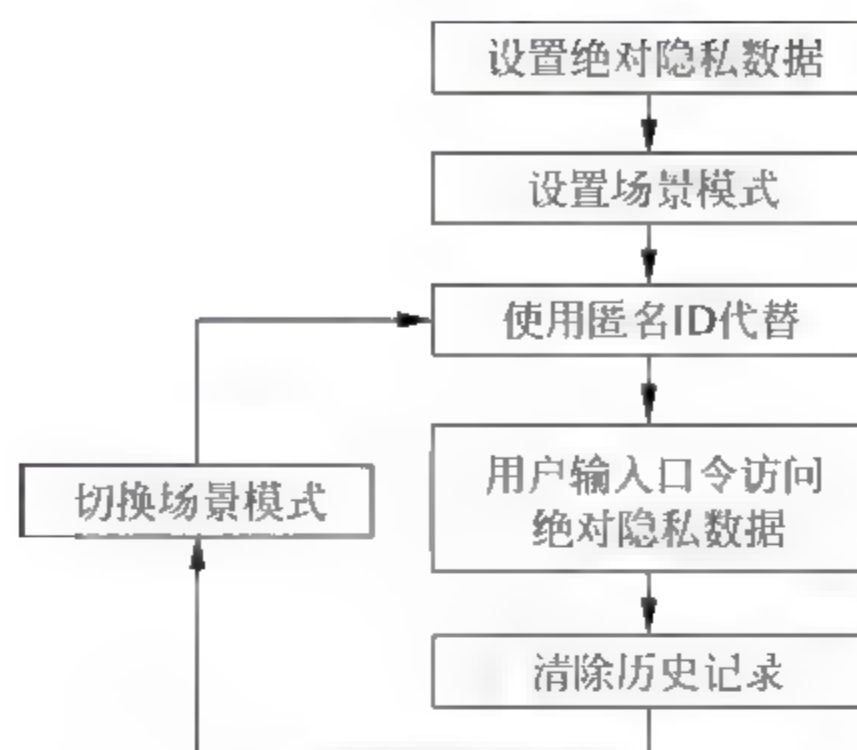 设置绝对隐私数据
设置场景模式
使用匿名ID代替
用户输入口令访问
绝对隐私数据
切换场景模式
清除历史记录